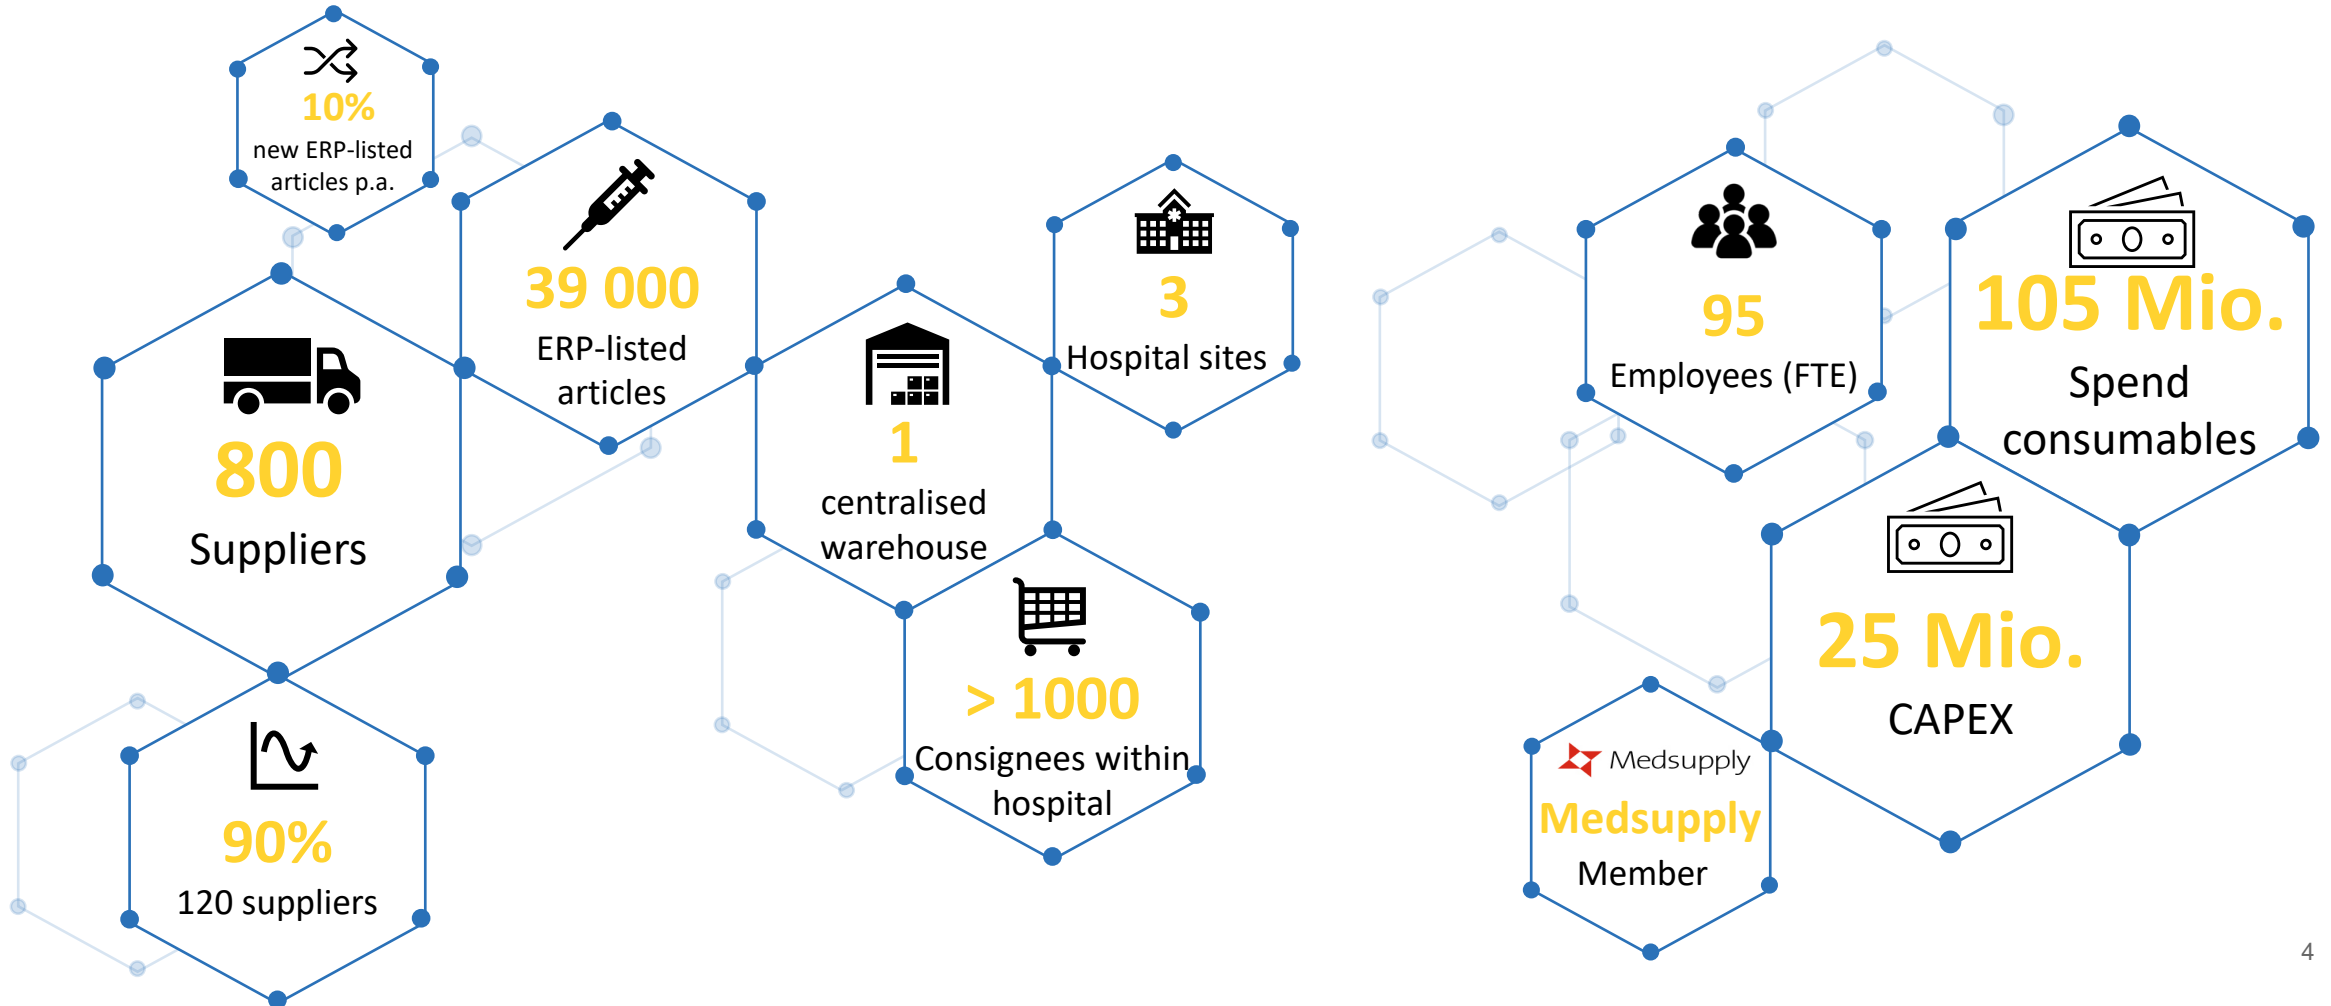 10%
new ERP-listed
articles p.a.
39 000
ERP-listed
articles
800
Suppliers
90%
120 suppliers
1
centralised
warehouse
3
Hospital sites
> 1000
Consignees within
hospital
95
Employees (FTE)
105 Mio.
Spend
consumables
25 Mio.
CAPEX
Medsupply
Medsupply
Member
4